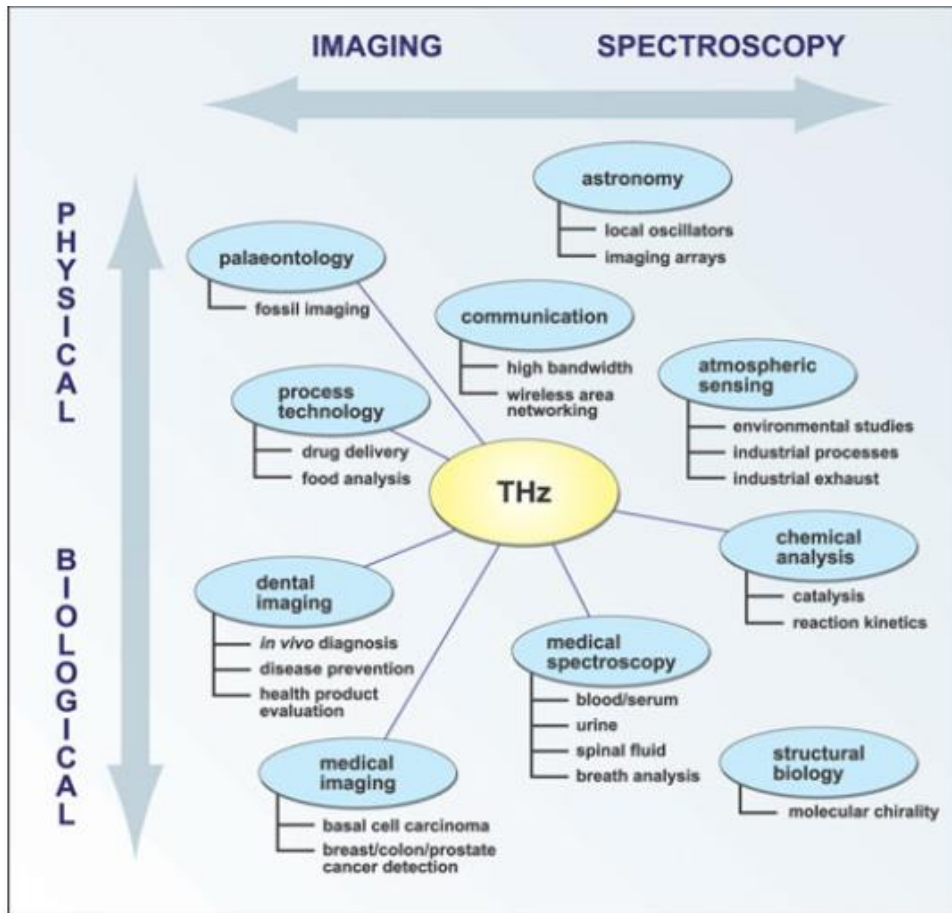 IMAGING
SPECTROSCOPY
PHYSICAL
BIOLOGICAL
astronomy
local oscillators
imaging arrays
palaeontology
fossil imaging
communication
high bandwidth
wireless area
networking
atmospheric
sensing
environmental studies
industrial processes
industrial exhaust
process
technology
drug delivery
food analysis
THz
chemical
analysis
catalysis
reaction kinetics
dental
imaging
in vivo diagnosis
disease prevention
health product
evaluation
medical
spectroscopy
blood/serum
urine
spinal fluid
breath analysis
medical
imaging
basal cell carcinoma
breast/colon/prostate
cancer detection
structural
biology
molecular chirality